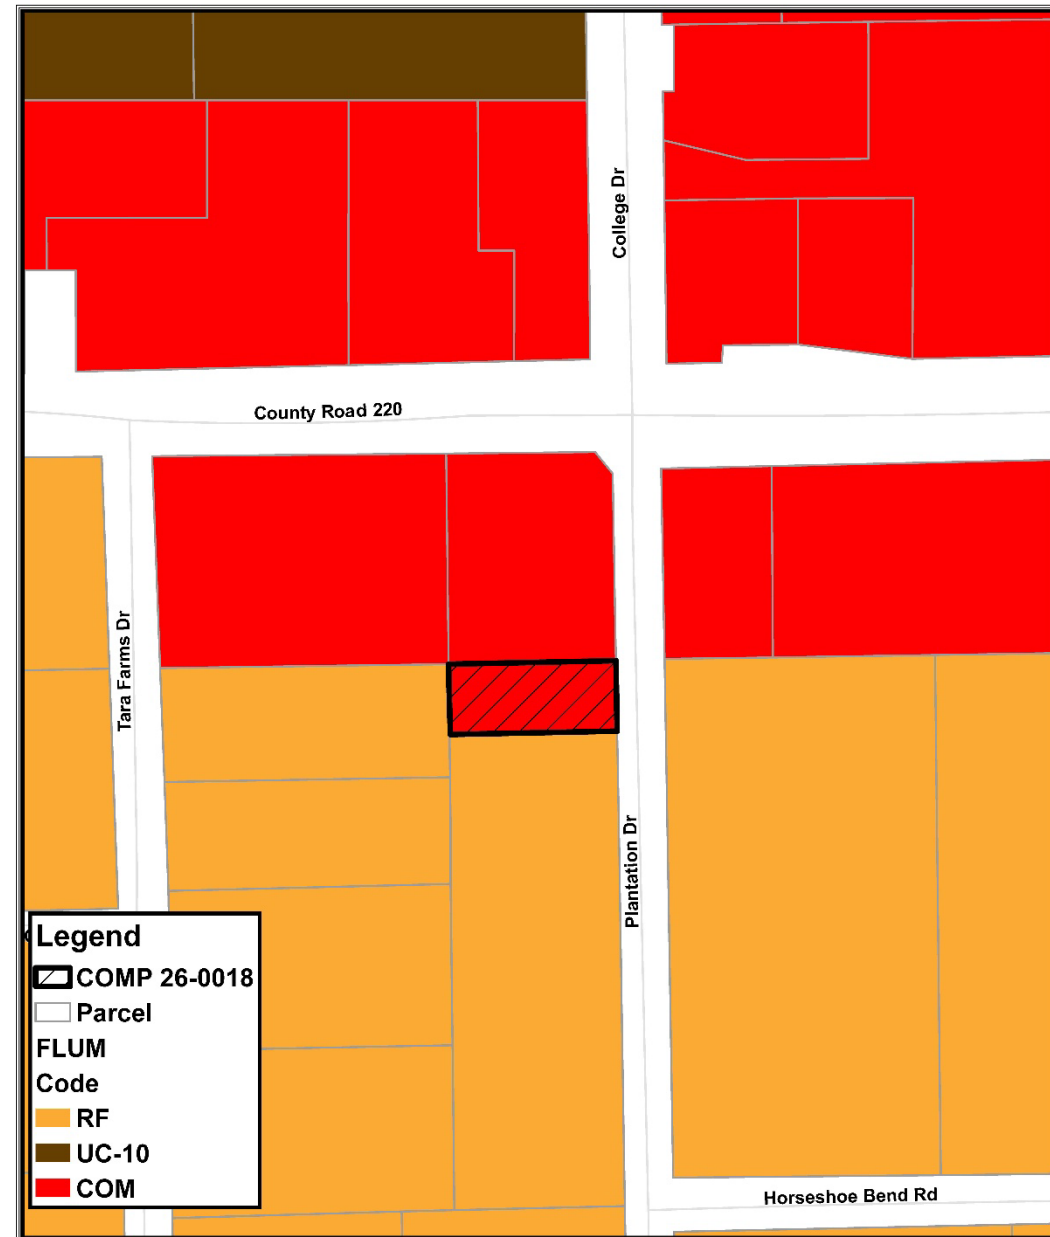 College Dr
County Road 220
Tara Farms Dr
Plantation Dr
Legend
COMP 26-0018
Parcel
FLUM
Code
RF
UC-10
COM
Horseshoe Bend Rd